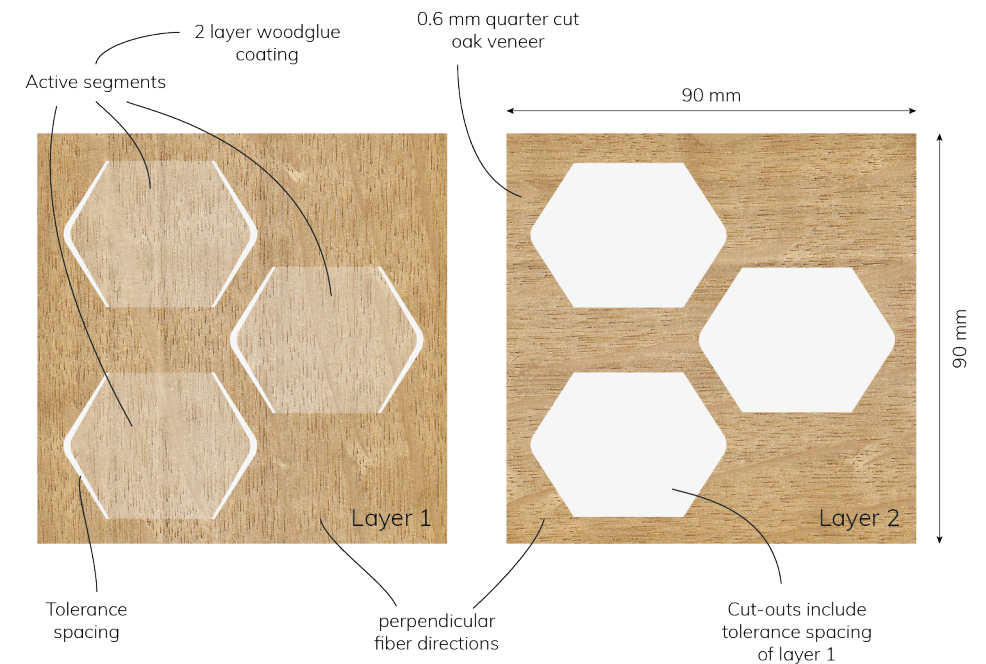 2 layer woodglue
coating
0.6 mm quarter cut
oak veneer
Active segments
90 mm
90 mm
Layer 1
Layer 2
Tolerance
spacing
perpendicular
fiber directions
Cut-outs include
tolerance spacing
of layer 1